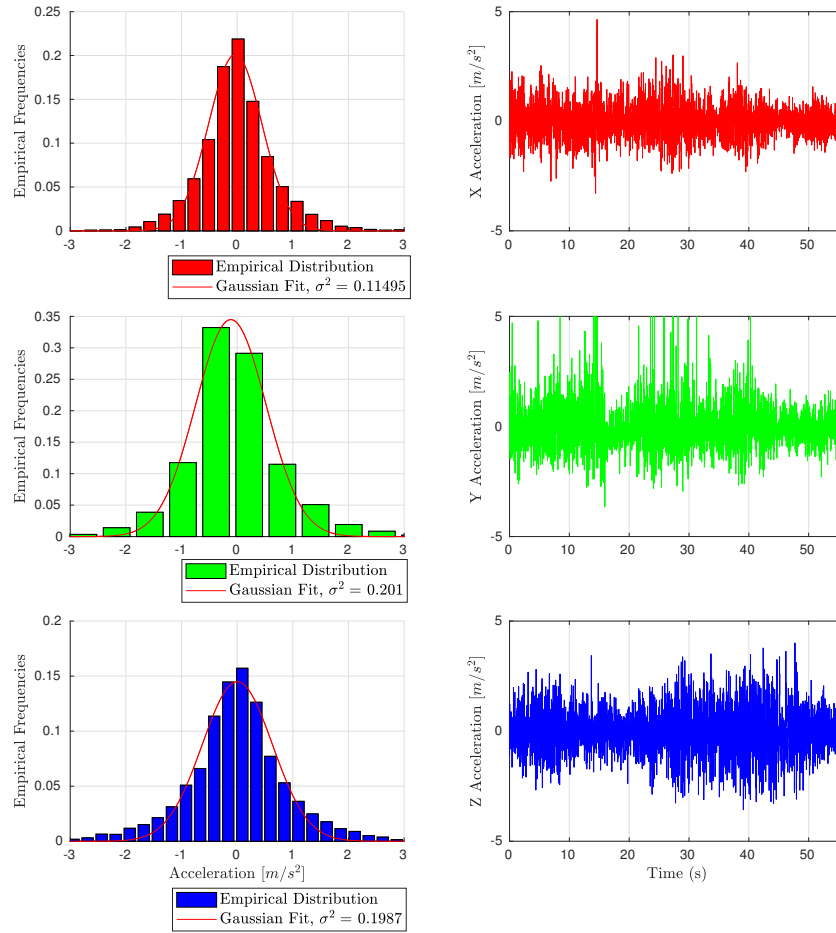 Empirical Frequencies
0.25
0.2
0.15
0.1
0.05
0
-3 -2 -1 0 1 2 3
Empirical Distribution
Gaussian Fit, σ² = 0.11495
X Acceleration [m/s²]
5
0
-5
0 10 20 30 40 50
Empirical Frequencies
0.35
0.3
0.25
0.2
0.15
0.1
0.05
0
-3 -2 -1 0 1 2 3
Empirical Distribution
Gaussian Fit, σ² = 0.201
Y Acceleration [m/s²]
5
0
-5
0 10 20 30 40 50
Empirical Frequencies
0.2
0.15
0.1
0.05
0
-3 -2 -1 0 1 2 3
Acceleration [m/s²]
Empirical Distribution
Gaussian Fit, σ² = 0.1987
Z Acceleration [m/s²]
5
0
-5
0 10 20 30 40 50
Time (s)